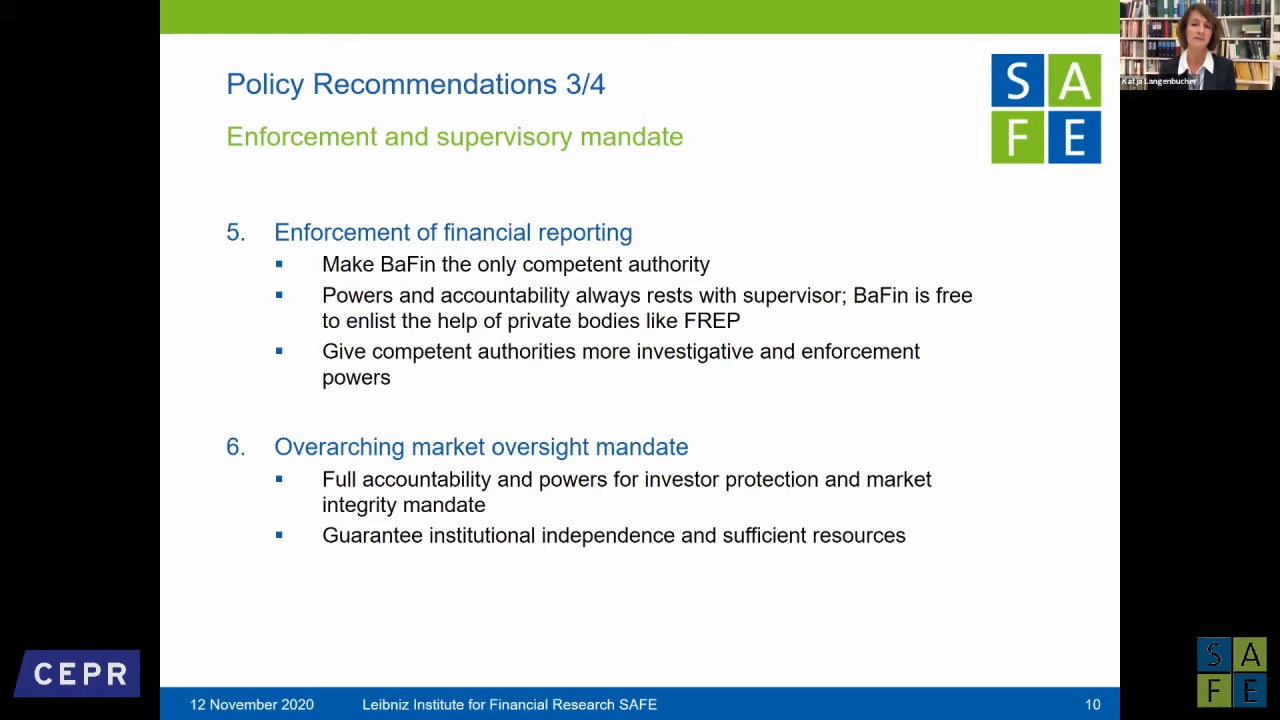 Policy Recommendations 3/4
Enforcement and supervisory mandate
S A
F E
Katja Langenbucher
5. Enforcement of financial reporting
▪ Make BaFin the only competent authority
▪ Powers and accountability always rests with supervisor; BaFin is free
to enlist the help of private bodies like FREP
▪ Give competent authorities more investigative and enforcement
powers
6. Overarching market oversight mandate
▪ Full accountability and powers for investor protection and market
integrity mandate
▪ Guarantee institutional independence and sufficient resources
CEPR
S A
F E
12 November 2020 Leibniz Institute for Financial Research SAFE 10